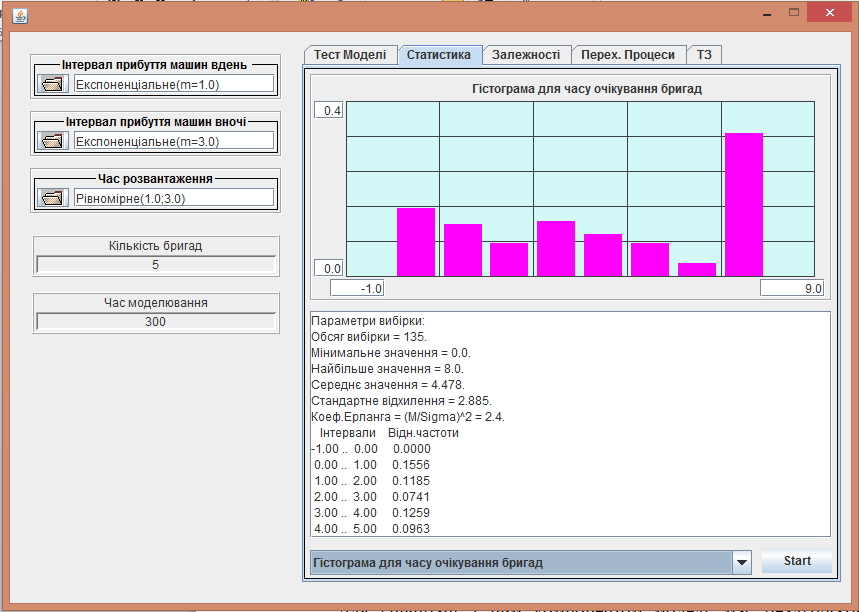 Інтервал прибуття машин вдень
Експоненціальне(m=1.0)
Інтервал прибуття машин вночі
Експоненціальне(m=3.0)
Час розвантаження
Рівномірне(1.0;3.0)
Кількість бригад
5
Час моделювання
300
Тест Моделі Статистика Залежності Перех. Процеси ТЗ
Гістограма для часу очікування бригад
0.4
0.0
-1.0 9.0
Параметри вибірки:
Обсяг вибірки = 135.
Мінімальне значення = 0.0.
Найбільше значення = 8.0.
Середнє значення = 4.478.
Стандартне відхилення = 2.885.
Коеф.Ерланга = (M/Sigma)^2 = 2.4.
Інтервали Відн.частоти
-1.00 .. 0.00 0.0000
0.00 .. 1.00 0.1556
1.00 .. 2.00 0.1185
2.00 .. 3.00 0.0741
3.00 .. 4.00 0.1259
4.00 .. 5.00 0.0963
Гістограма для часу очікування бригад
Start